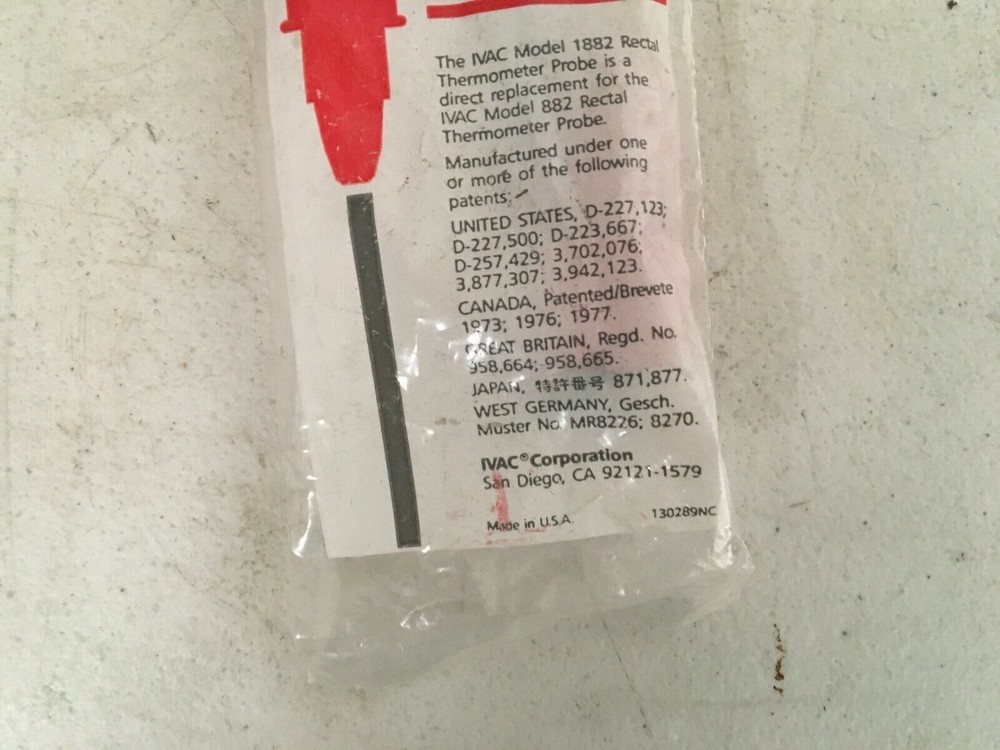 The IVAC Model 1882 Rectal
Thermometer Probe is a
direct replacement for the
IVAC Model 882 Rectal
Thermometer Probe.
Manufactured under one
or more of the following
patents:
UNITED STATES, D-227,123;
D-227,500; D-223,667;
D-257,429; 3,702,076;
3,877,307; 3,942,123.
CANADA, Patented/Brevete
1973; 1976; 1977.
GREAT BRITAIN, Regd. No.
958,664; 958,665.
JAPAN, 特許番号 871,877.
WEST GERMANY, Gesch.
Muster No. MR8226; 8270.
IVAC® Corporation
San Diego, CA 92121-1579
Made in U.S.A. 130289NC